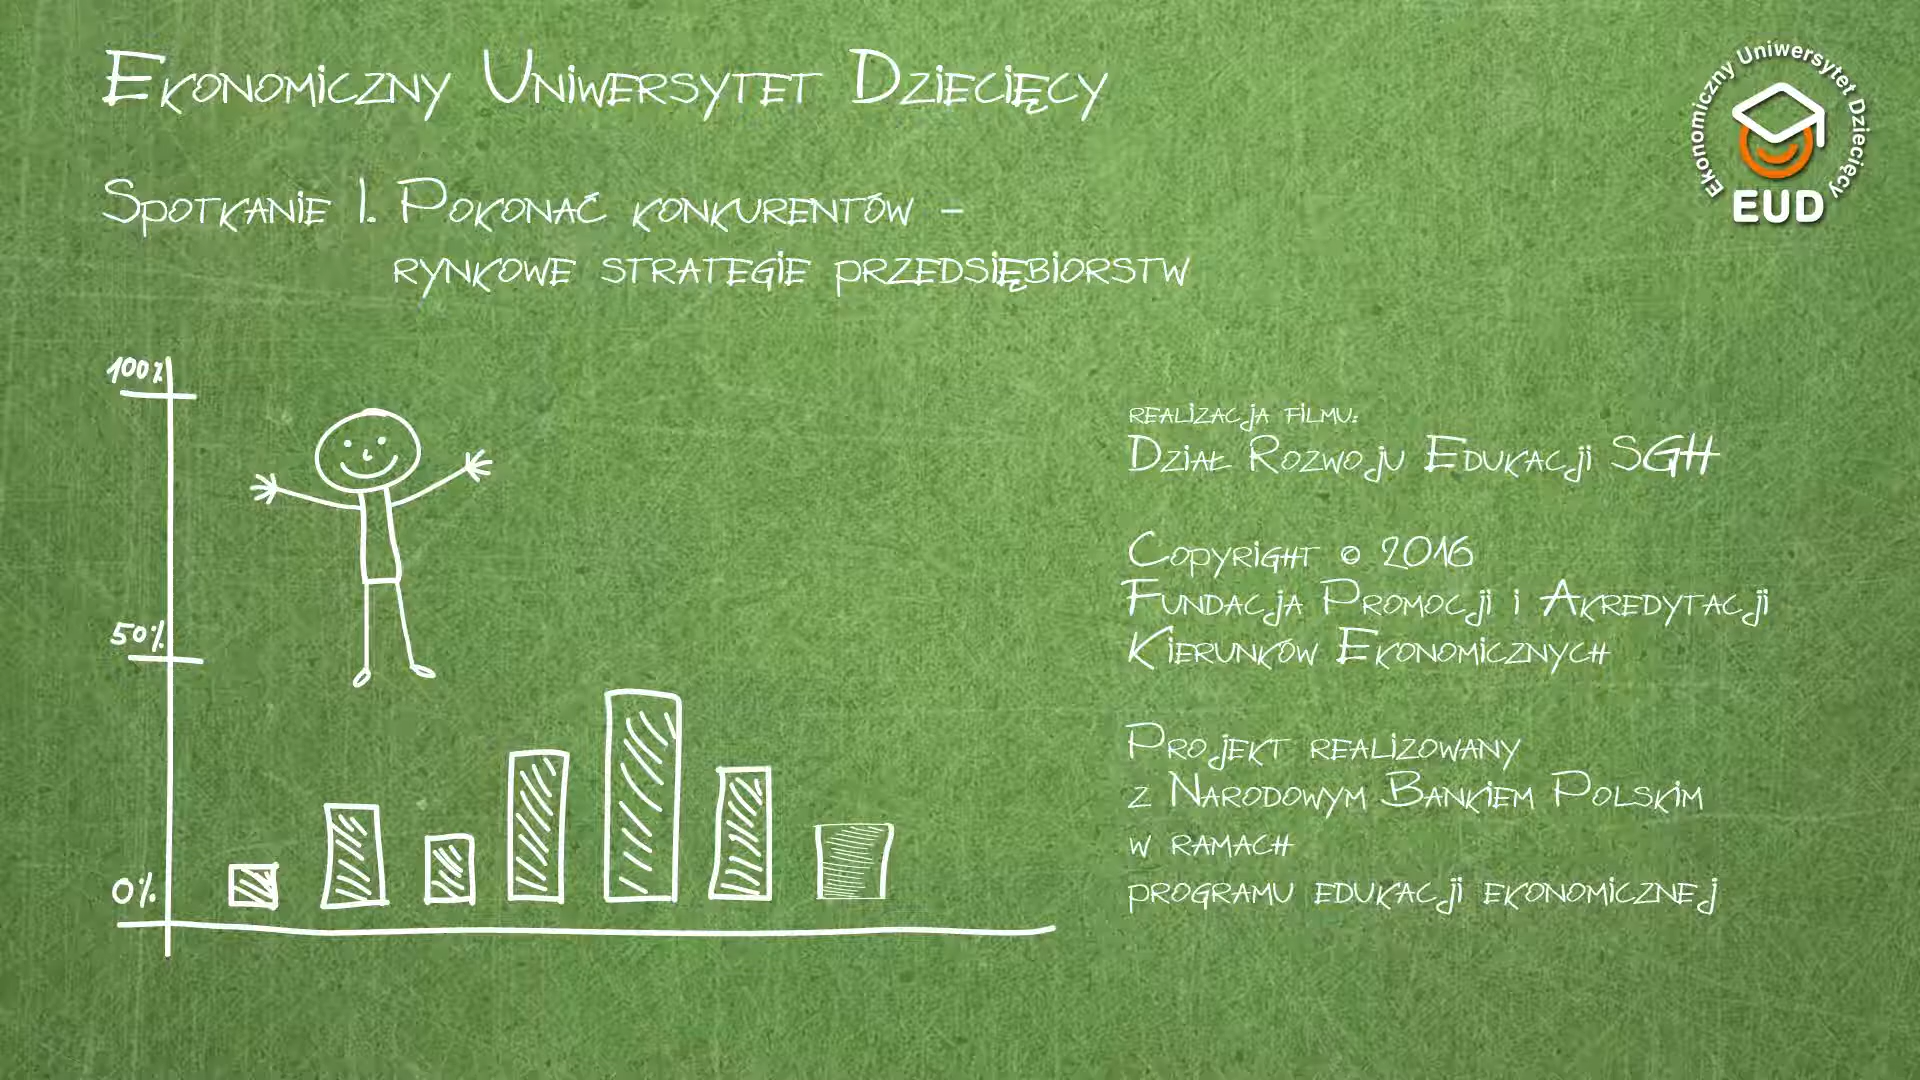 Ekonomiczny Uniwersytet Dziecięcy
Ekonomiczny Uniwersytet Dziecięcy
EUD
Spotkanie 1. Pokonać konkurentów –
rynkowe strategie przedsiębiorstw
100%
50%
0%
realizacja filmu:
Dział Rozwoju Edukacji SGH
Copyright © 2016
Fundacja Promocji i Akredytacji
Kierunków Ekonomicznych
Projekt realizowany
z Narodowym Bankiem Polskim
w ramach
programu edukacji ekonomicznej